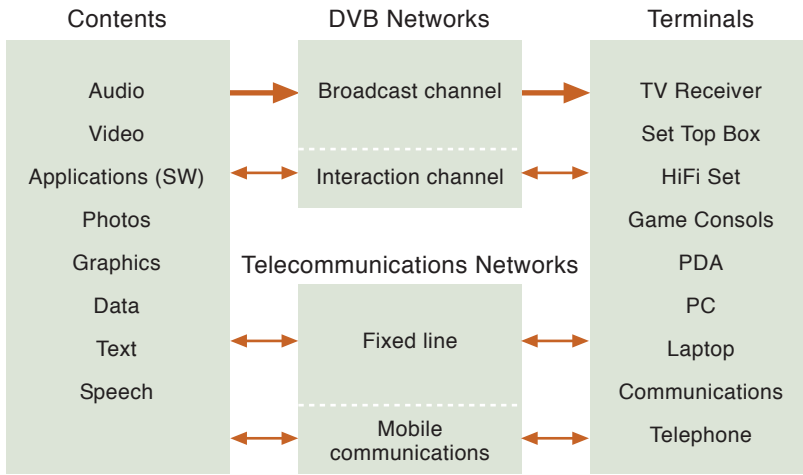 Contents
Audio
Video
Applications (SW)
Photos
Graphics
Data
Text
Speech
DVB Networks
Broadcast channel
Interaction channel
Telecommunications Networks
Fixed line
Mobile
communications
Terminals
TV Receiver
Set Top Box
HiFi Set
Game Consols
PDA
PC
Laptop
Communications
Telephone